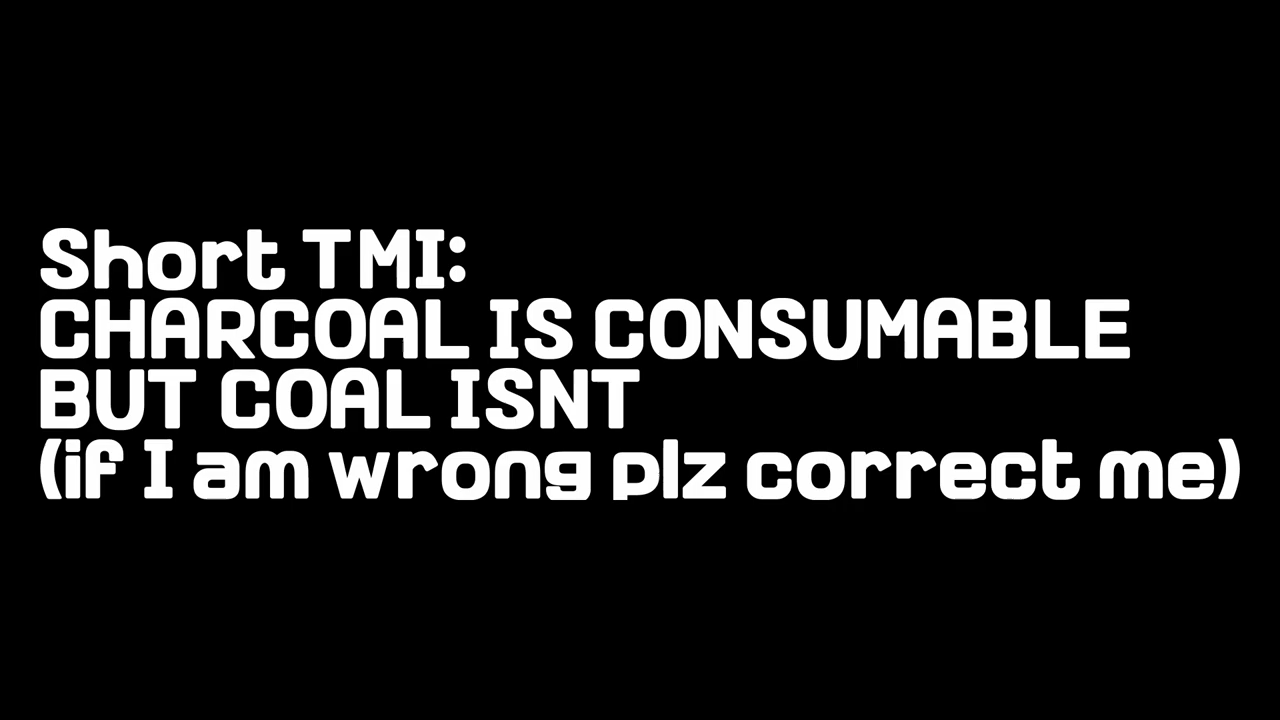 Short TMI:
CHARCOAL IS CONSUMABLE
BUT COAL ISNT
(if I am wrong plz correct me)